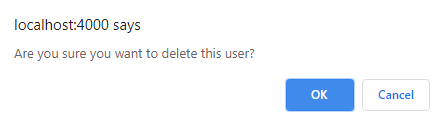 localhost:4000 says
Are you sure you want to delete this user?
OK
Cancel